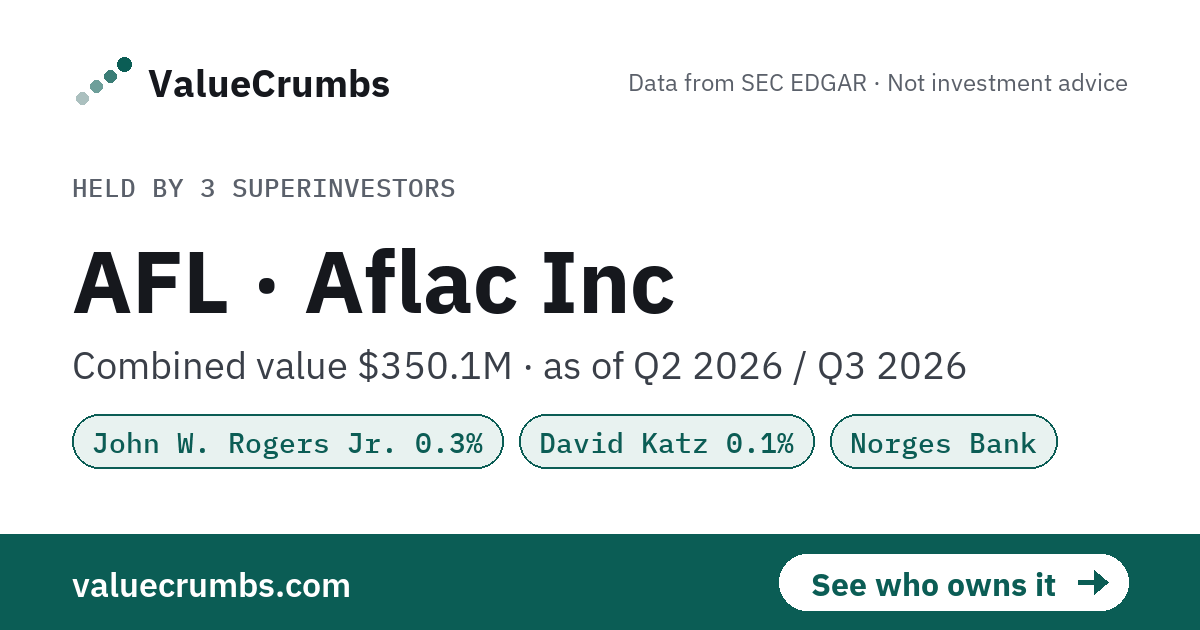 ValueCrumbs
Data from SEC EDGAR · Not investment advice
HELD BY 3 SUPERINVESTORS
AFL · Aflac Inc
Combined value $350.1M · as of Q2 2026 / Q3 2026
John W. Rogers Jr. 0.3%
David Katz 0.1%
Norges Bank
valuecrumbs.com
See who owns it →